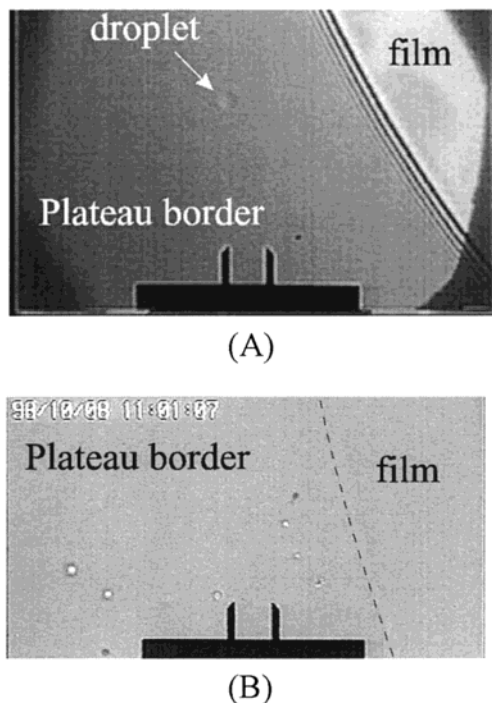 droplet
film
Plateau border
(A)
98/10/08 11:01:07
Plateau border
film
(B)